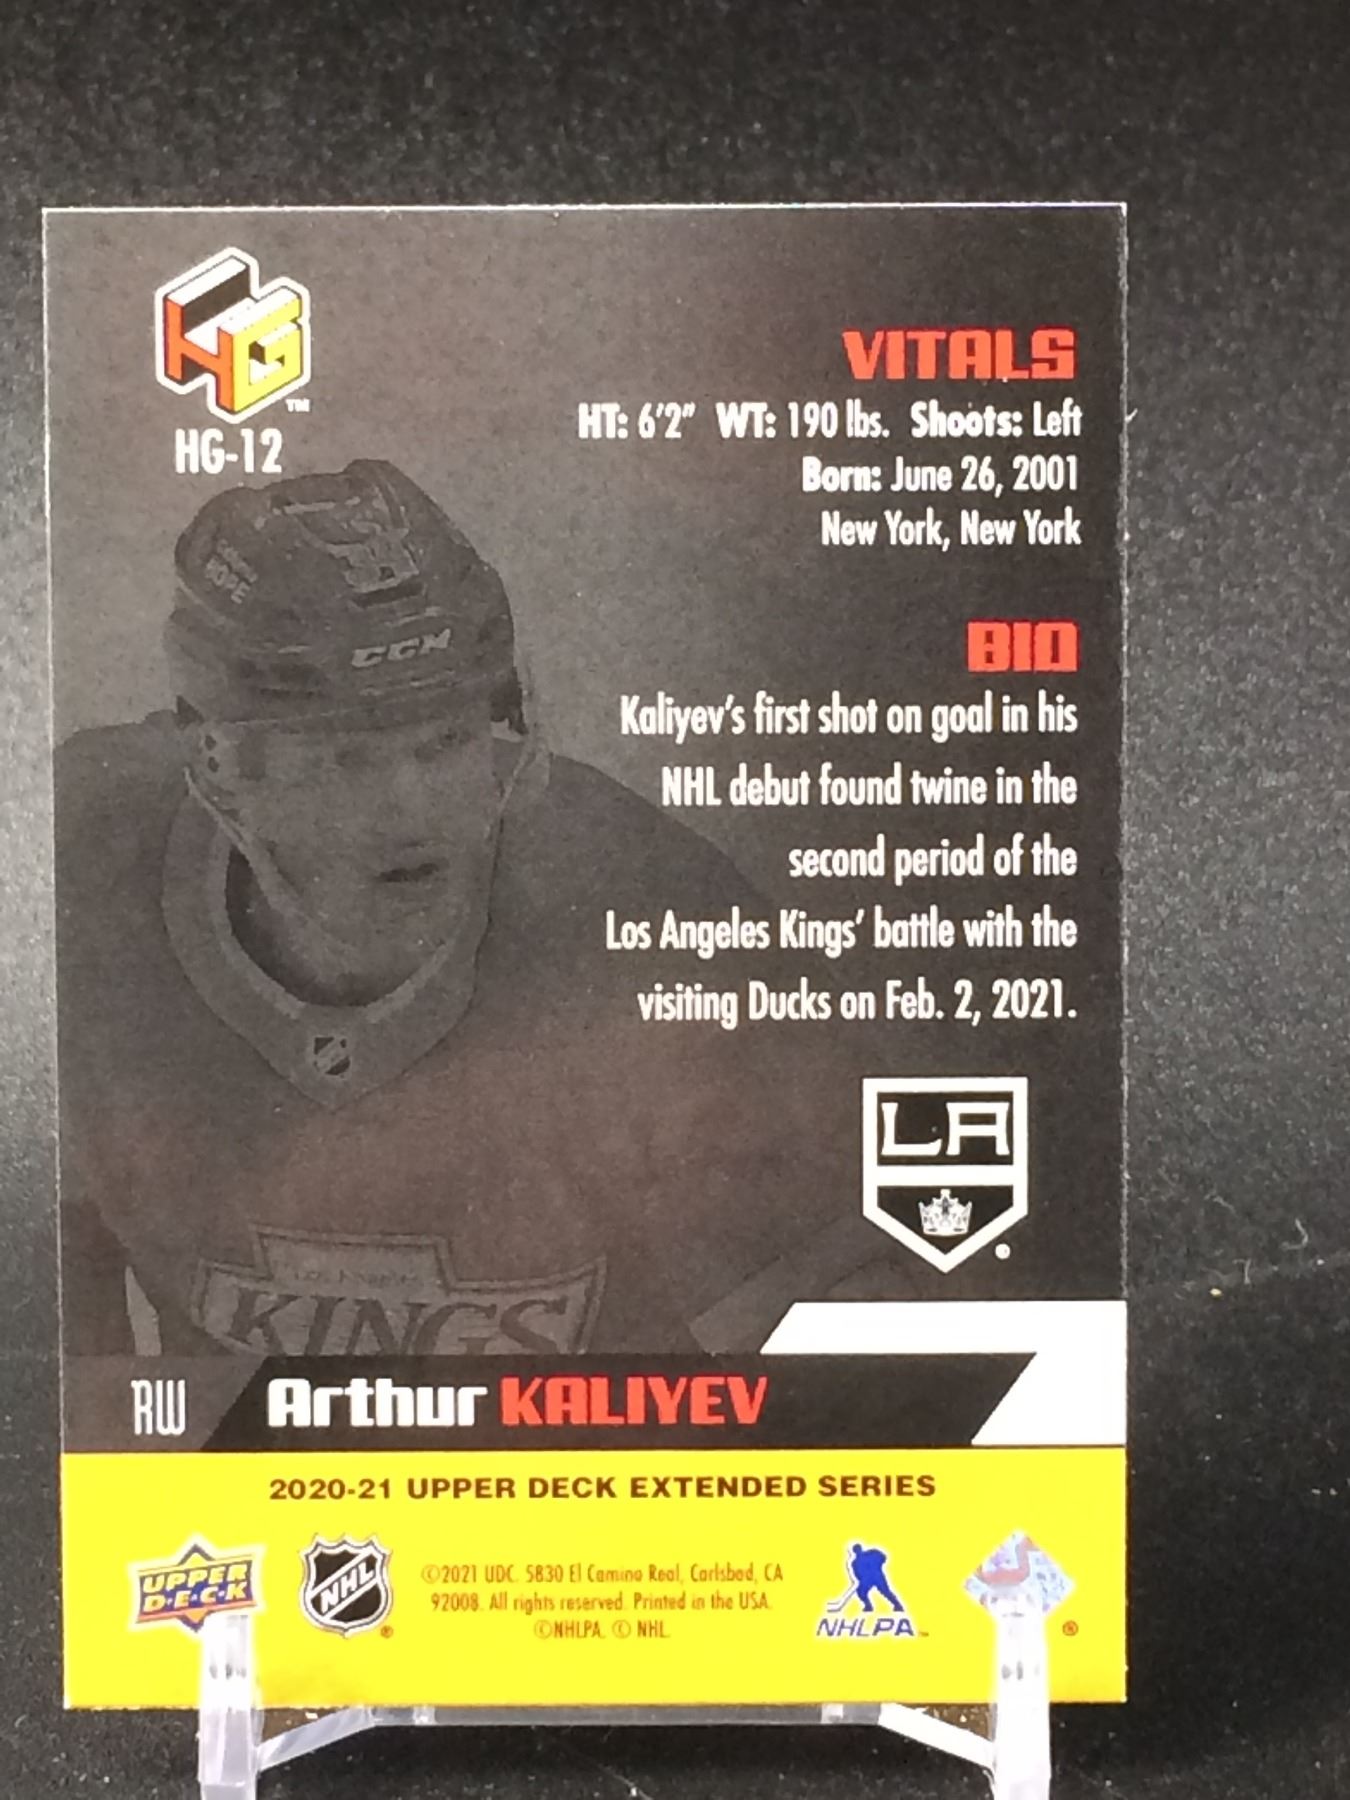 HG
™
HG-12
VITALS
HT: 6'2" WT: 190 lbs. Shoots: Left
Born: June 26, 2001
New York, New York
CCM
BIO
Kaliyev's first shot on goal in his
NHL debut found twine in the
second period of the
Los Angeles Kings' battle with the
visiting Ducks on Feb. 2, 2021.
LA
®
LOS ANGELES
KINGS
RW
Arthur KALIYEV
2020-21 UPPER DECK EXTENDED SERIES
UPPER
D·E·C·K
NHL
®
©2021 UDC. 5830 El Camino Real, Carlsbad, CA
92008. All rights reserved. Printed in the USA.
©NHLPA. © NHL.
NHLPA™
®